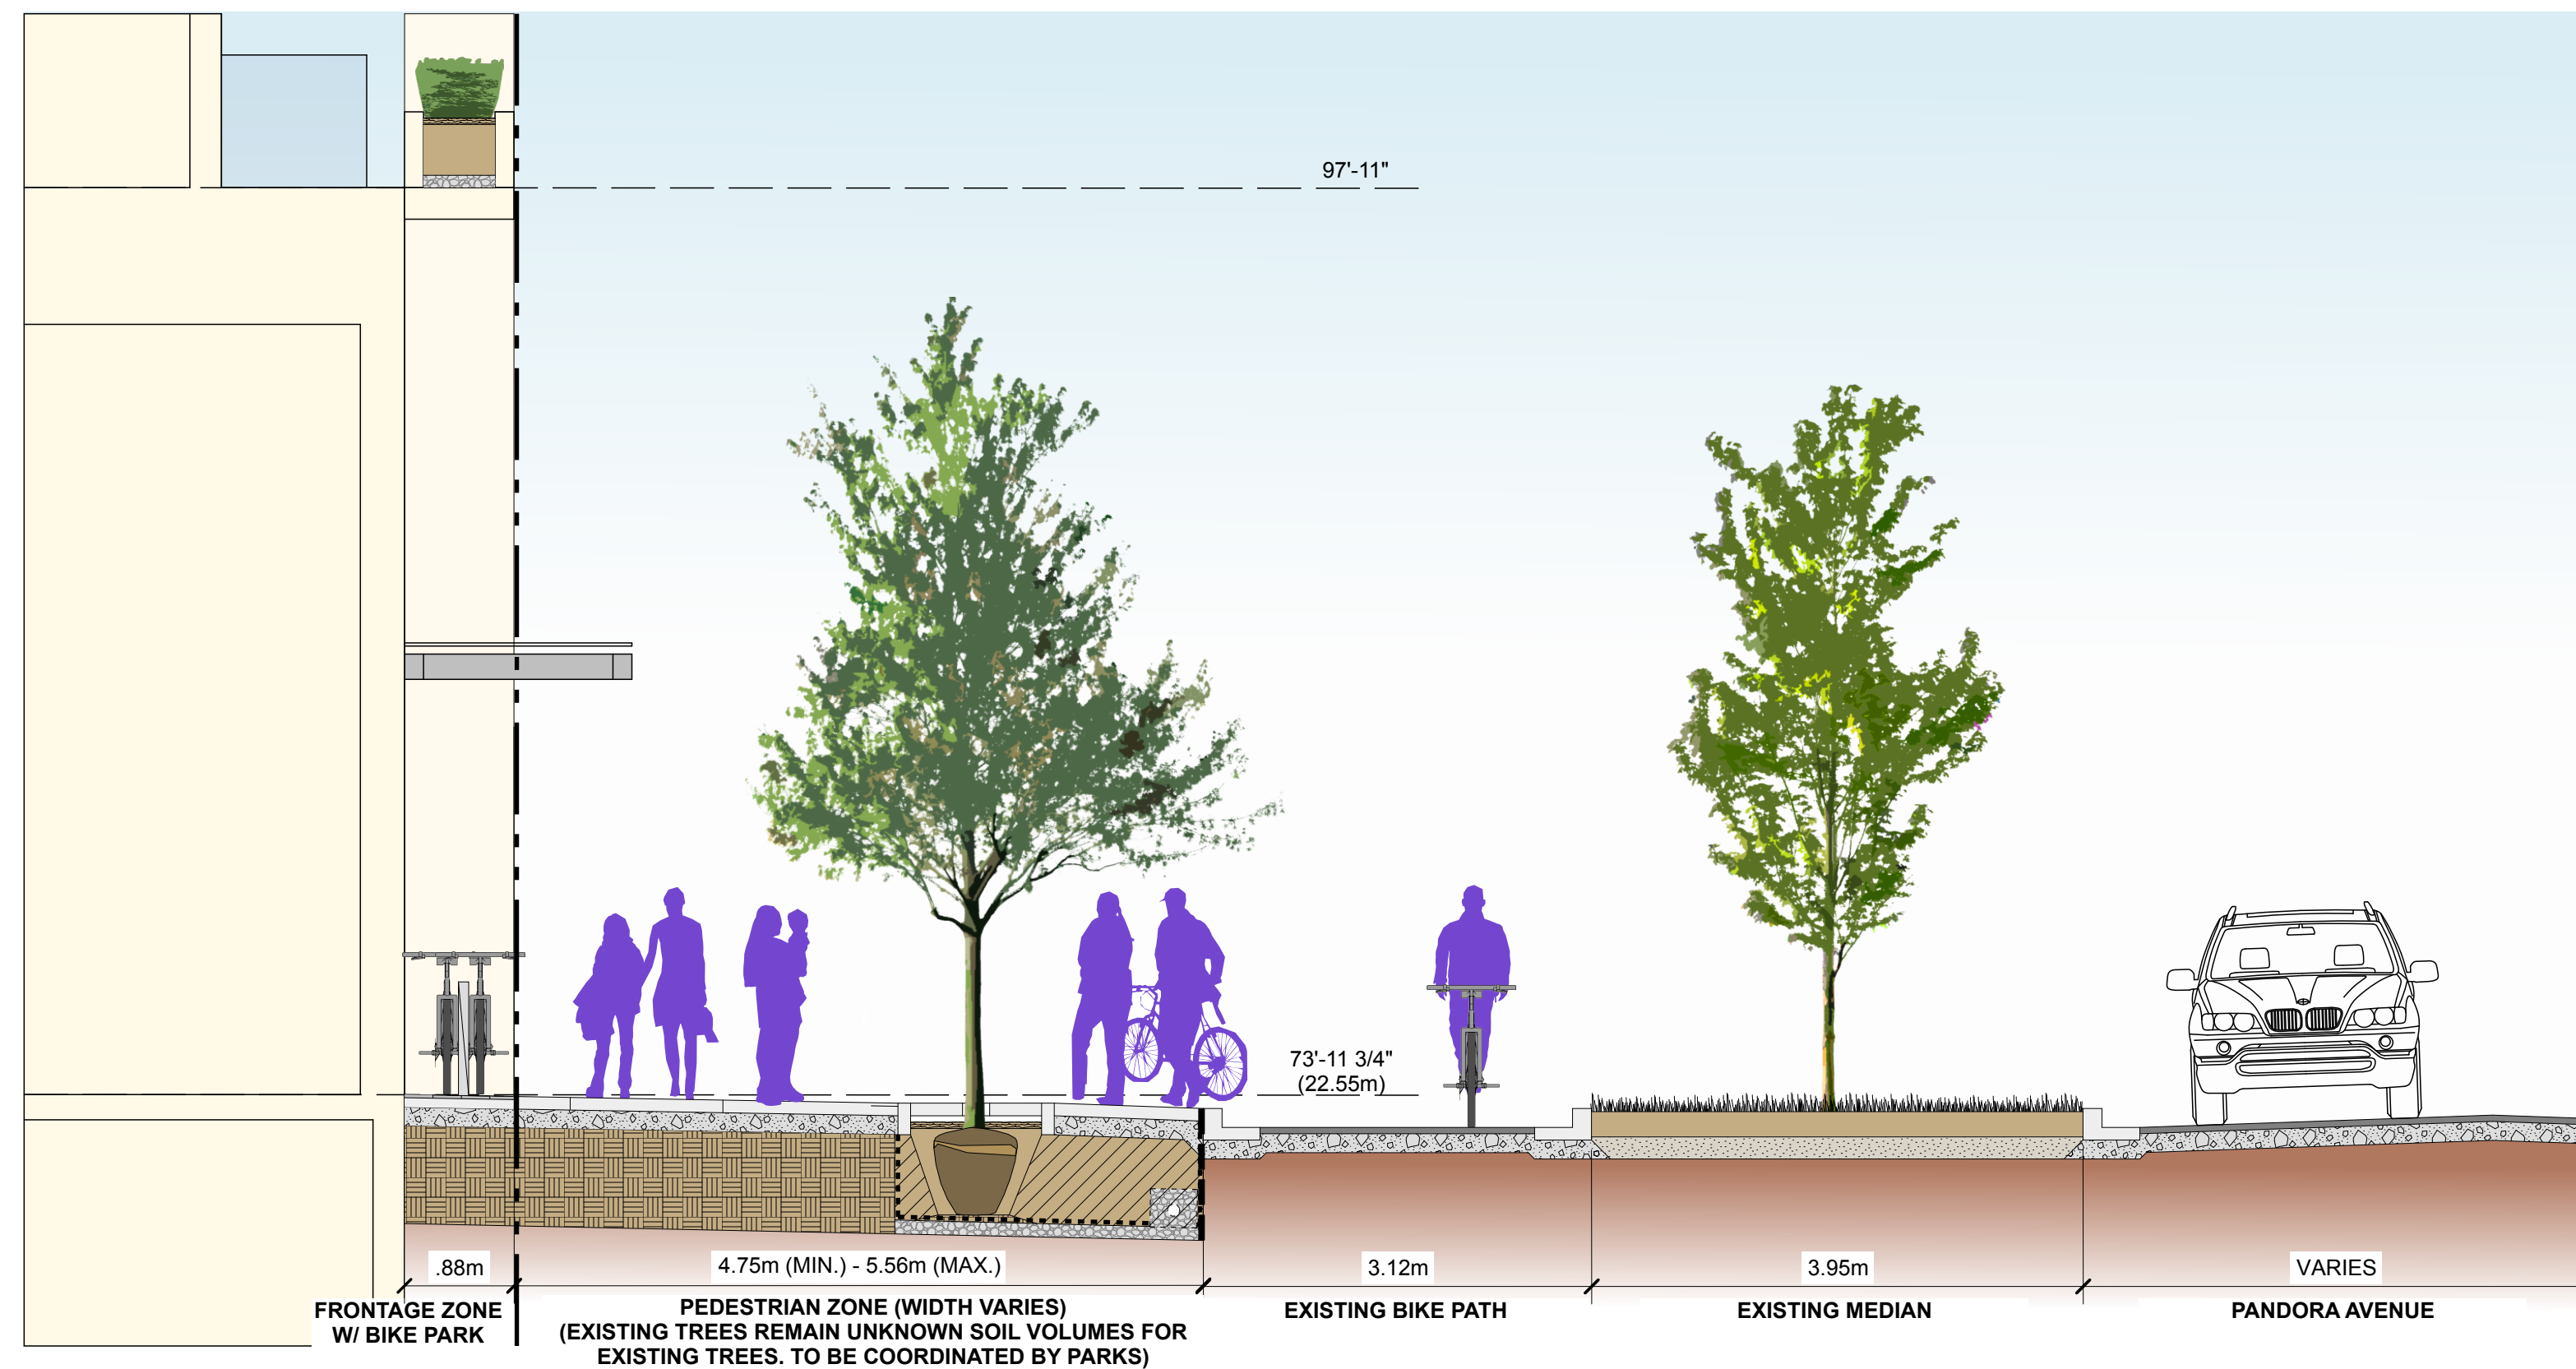 97'-11"
73'-11 3/4"
(22.55m)
.88m
4.75m (MIN.) - 5.56m (MAX.)
3.12m
3.95m
VARIES
FRONTAGE ZONE
W/ BIKE PARK
PEDESTRIAN ZONE (WIDTH VARIES)
(EXISTING TREES REMAIN UNKNOWN SOIL VOLUMES FOR
EXISTING TREES. TO BE COORDINATED BY PARKS)
EXISTING BIKE PATH
EXISTING MEDIAN
PANDORA AVENUE